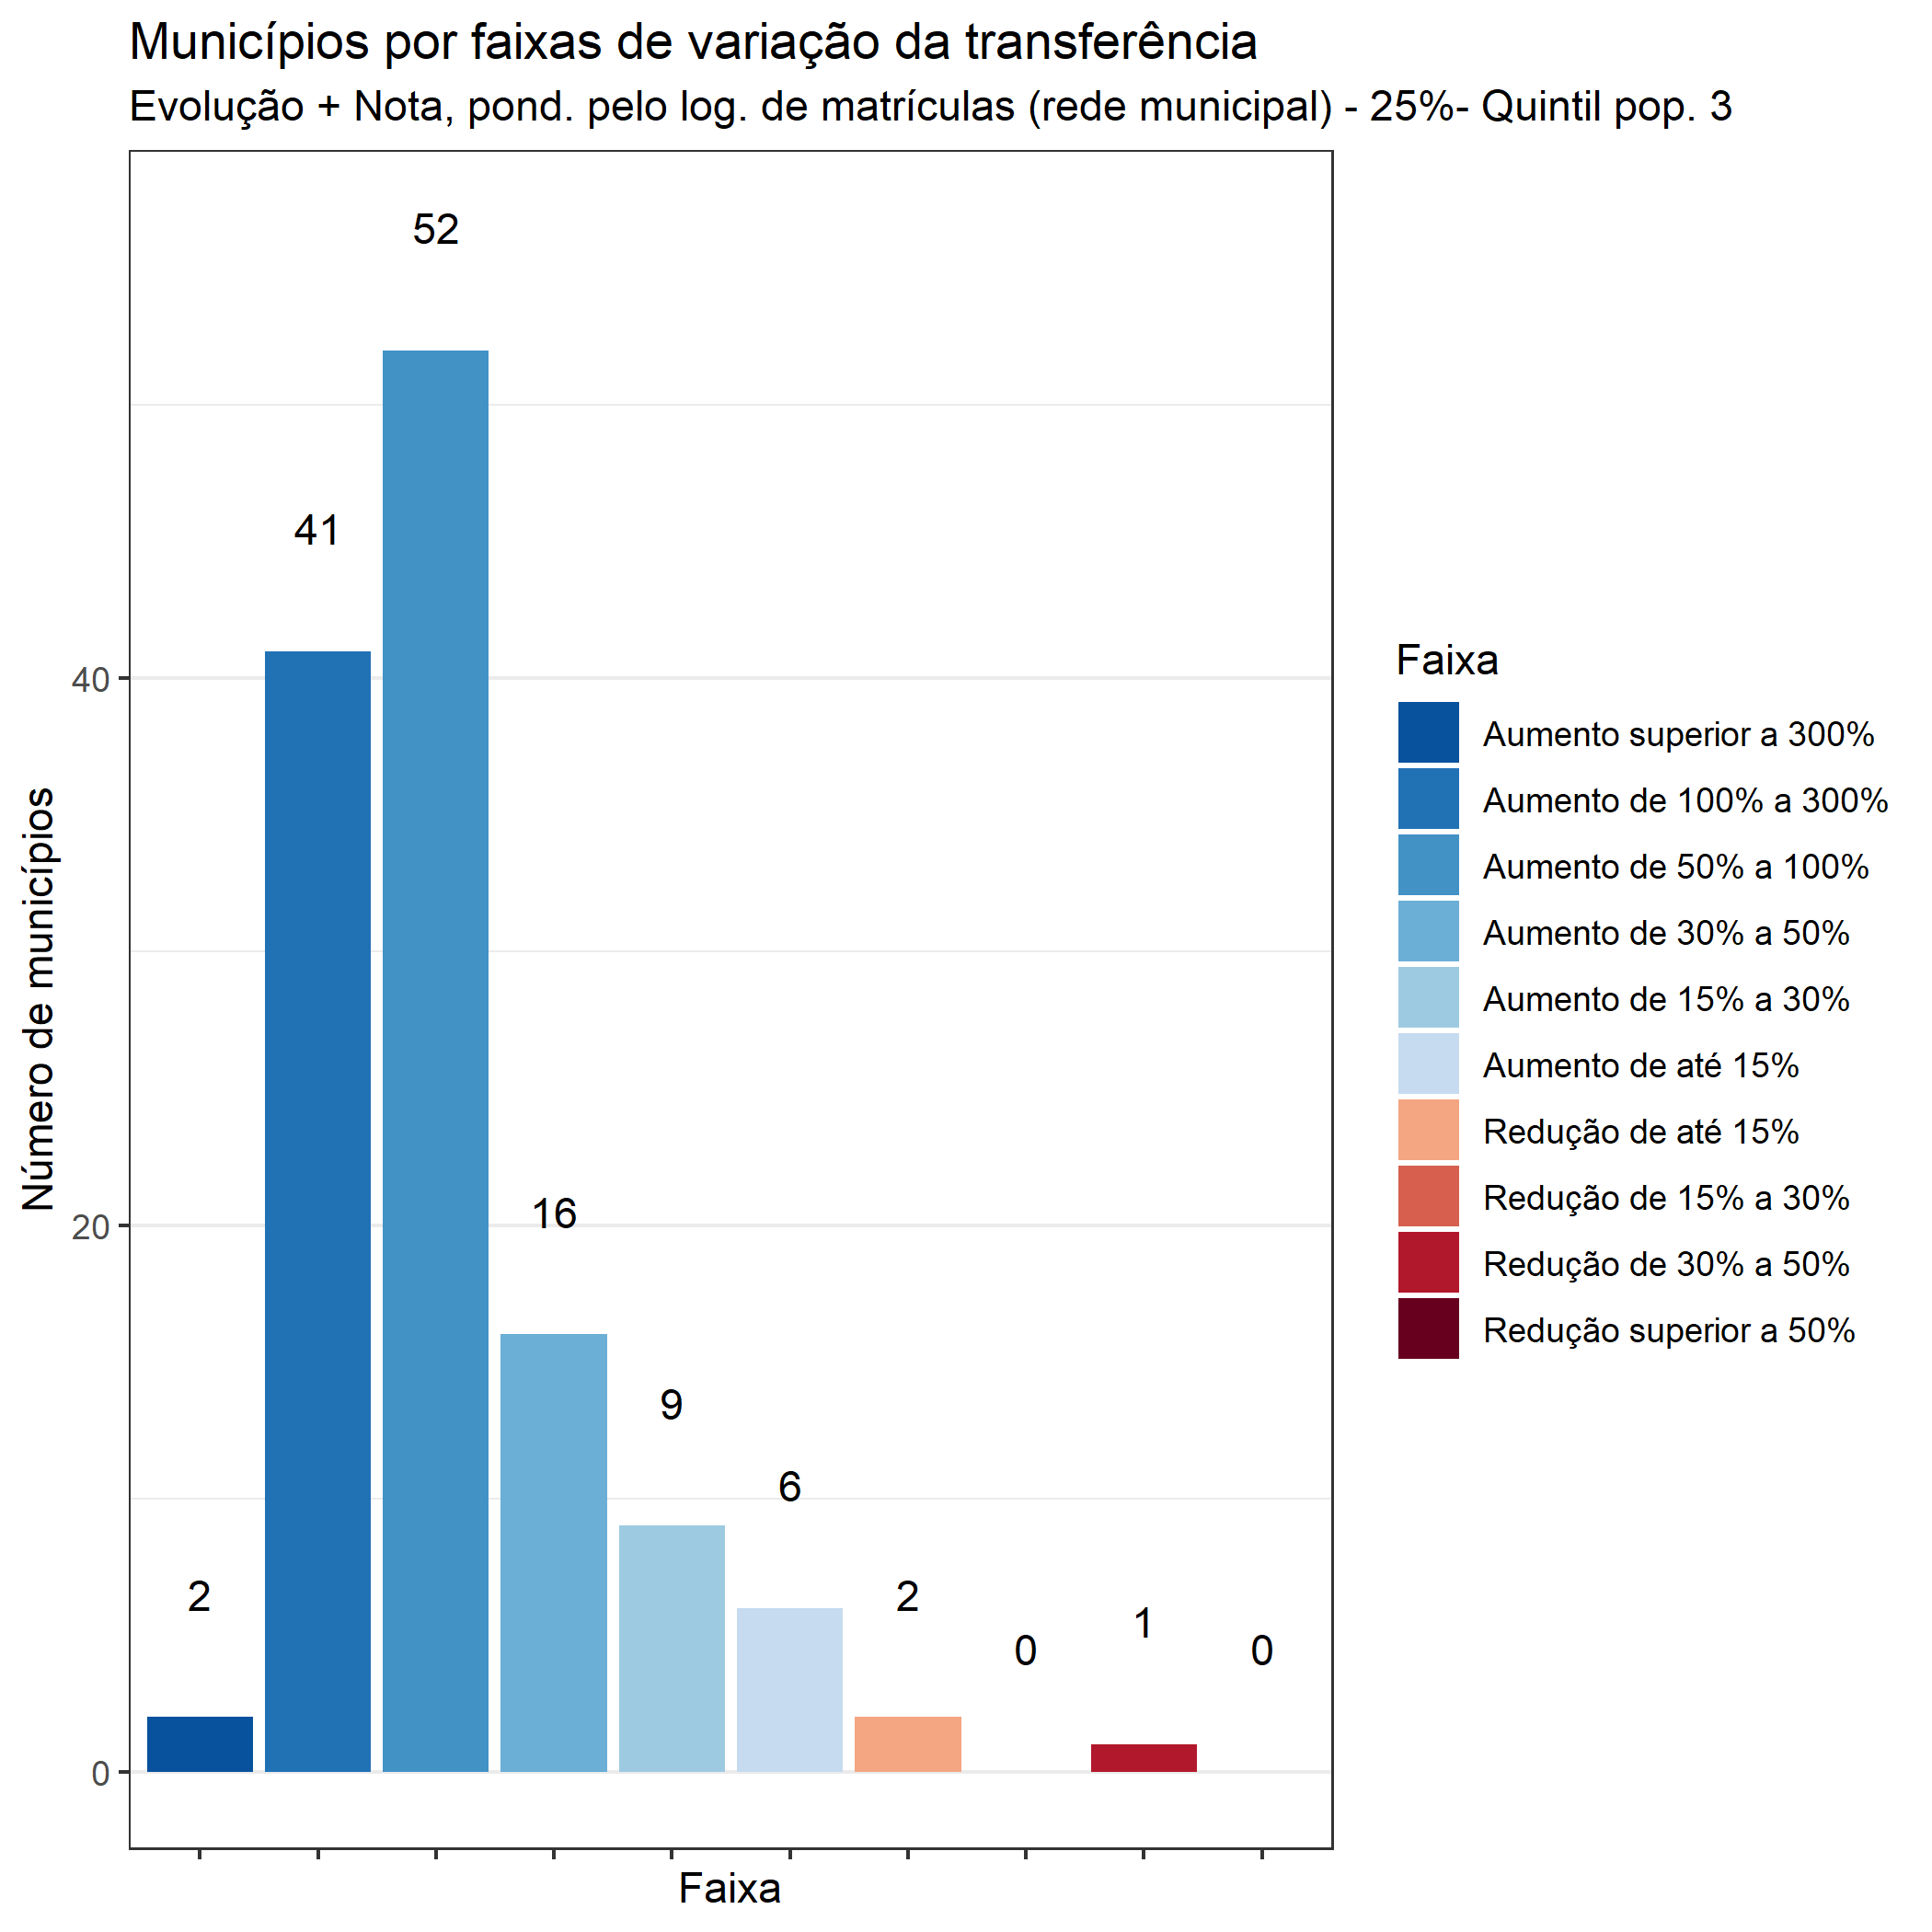 Municípios por faixas de variação da transferência
Evolução + Nota, pond. pelo log. de matrículas (rede municipal) - 25%- Quintil pop. 3
Número de municípios
40
20
0
2
41
52
16
9
6
2
0
1
0
Faixa
Faixa
Aumento superior a 300%
Aumento de 100% a 300%
Aumento de 50% a 100%
Aumento de 30% a 50%
Aumento de 15% a 30%
Aumento de até 15%
Redução de até 15%
Redução de 15% a 30%
Redução de 30% a 50%
Redução superior a 50%